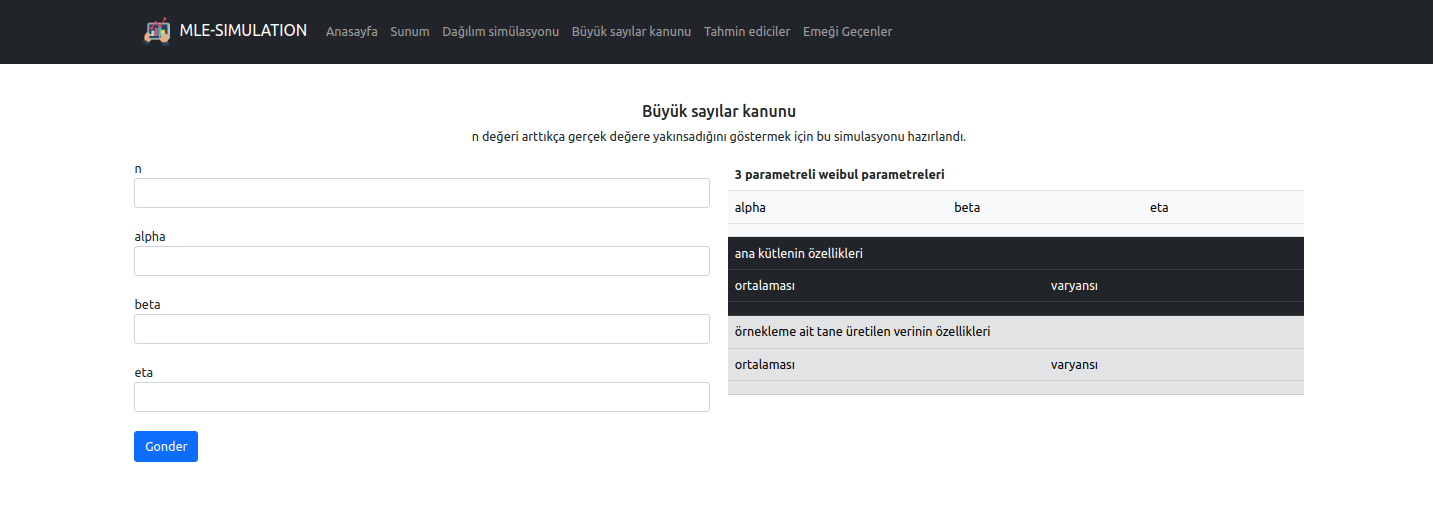 MLE-SIMULATION Anasayfa Sunum Dağılım simülasyonu Büyük sayılar kanunu Tahmin ediciler Emeği Geçenler
Büyük sayılar kanunu
n değeri arttıkça gerçek değere yakınsadığını göstermek için bu simulasyonu hazırlandı.
n
alpha
beta
eta
Gonder
3 parametreli weibul parametreleri
alpha beta eta
ana kütlenin özellikleri
ortalaması varyansı
örnekleme ait tane üretilen verinin özellikleri
ortalaması varyansı